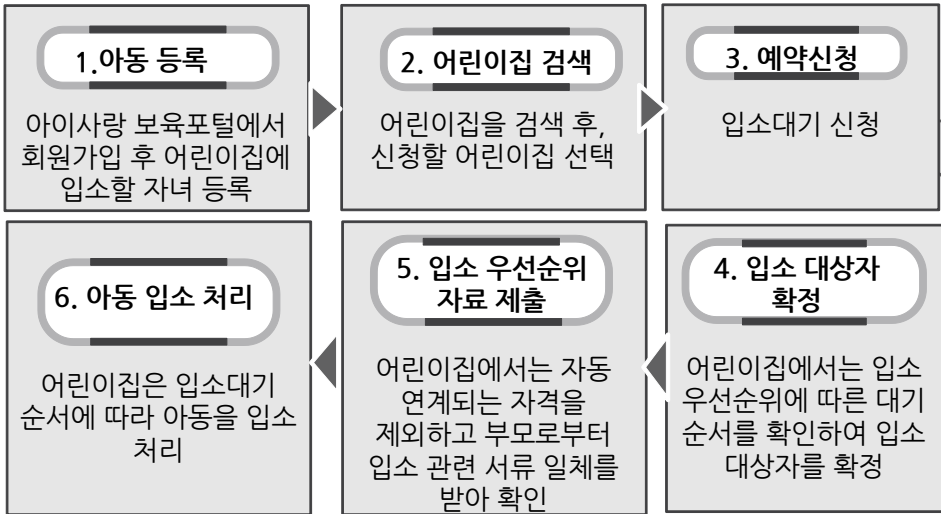 1.아동 등록
아이사랑 보육포털에서
회원가입 후 어린이집에
입소할 자녀 등록
2. 어린이집 검색
어린이집을 검색 후,
신청할 어린이집 선택
3. 예약신청
입소대기 신청
4. 입소 대상자
확정
어린이집에서는 입소
우선순위에 따른 대기
순서를 확인하여 입소
대상자를 확정
5. 입소 우선순위
자료 제출
어린이집에서는 자동
연계되는 자격을
제외하고 부모로부터
입소 관련 서류 일체를
받아 확인
6. 아동 입소 처리
어린이집은 입소대기
순서에 따라 아동을 입소
처리